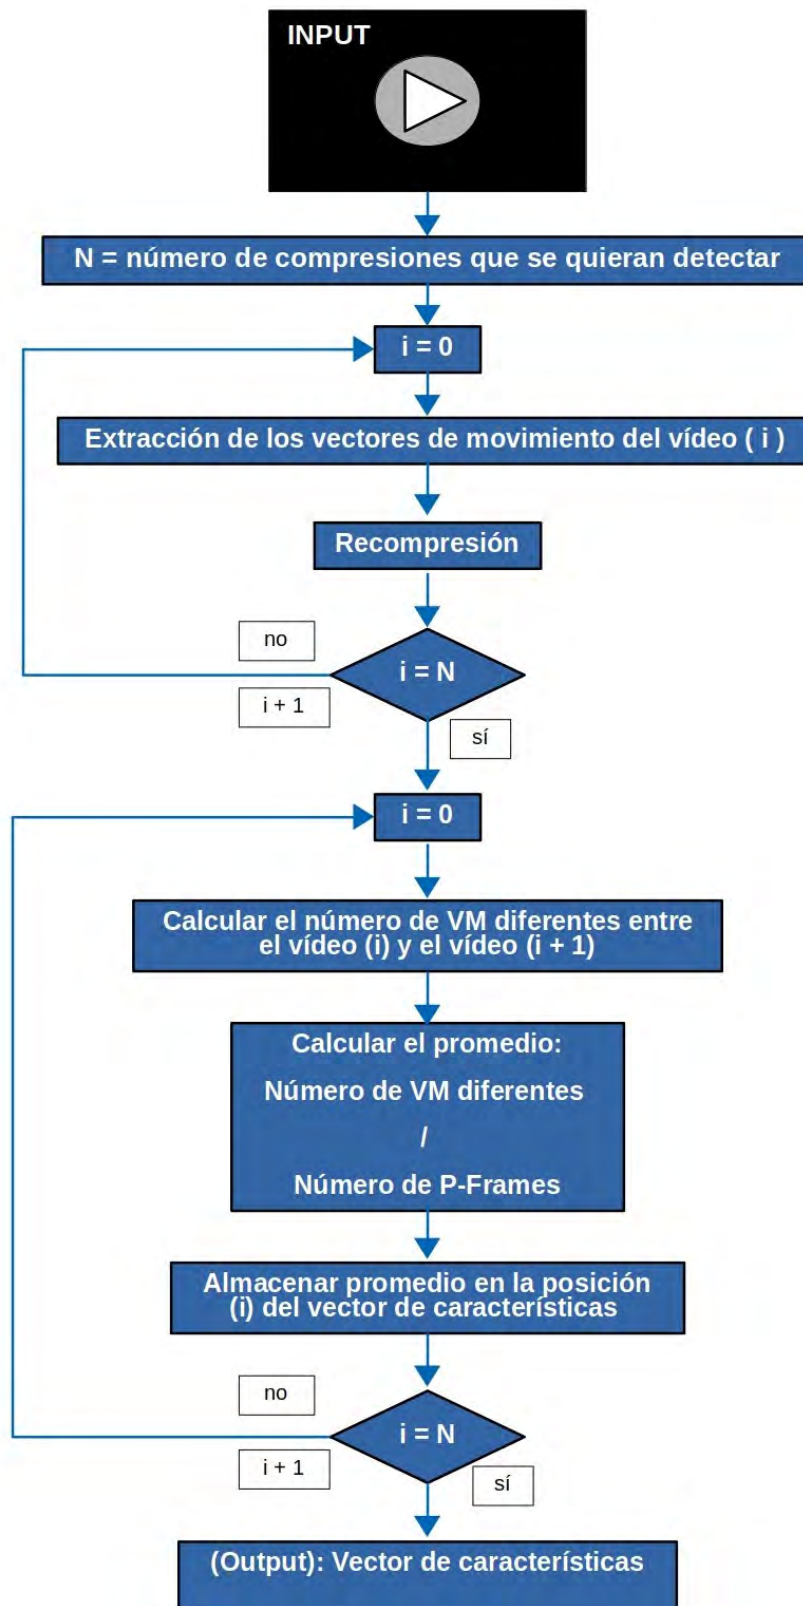 INPUT
N = número de compresiones que se quieran detectar
i = 0
Extracción de los vectores de movimiento del vídeo ( i )
Recompresión
no
i = N
i + 1
sí
i = 0
Calcular el número de VM diferentes entre
el vídeo (i) y el vídeo (i + 1)
Calcular el promedio:
Número de VM diferentes
/
Número de P-Frames
Almacenar promedio en la posición
(i) del vector de características
no
i = N
i + 1
sí
(Output): Vector de características